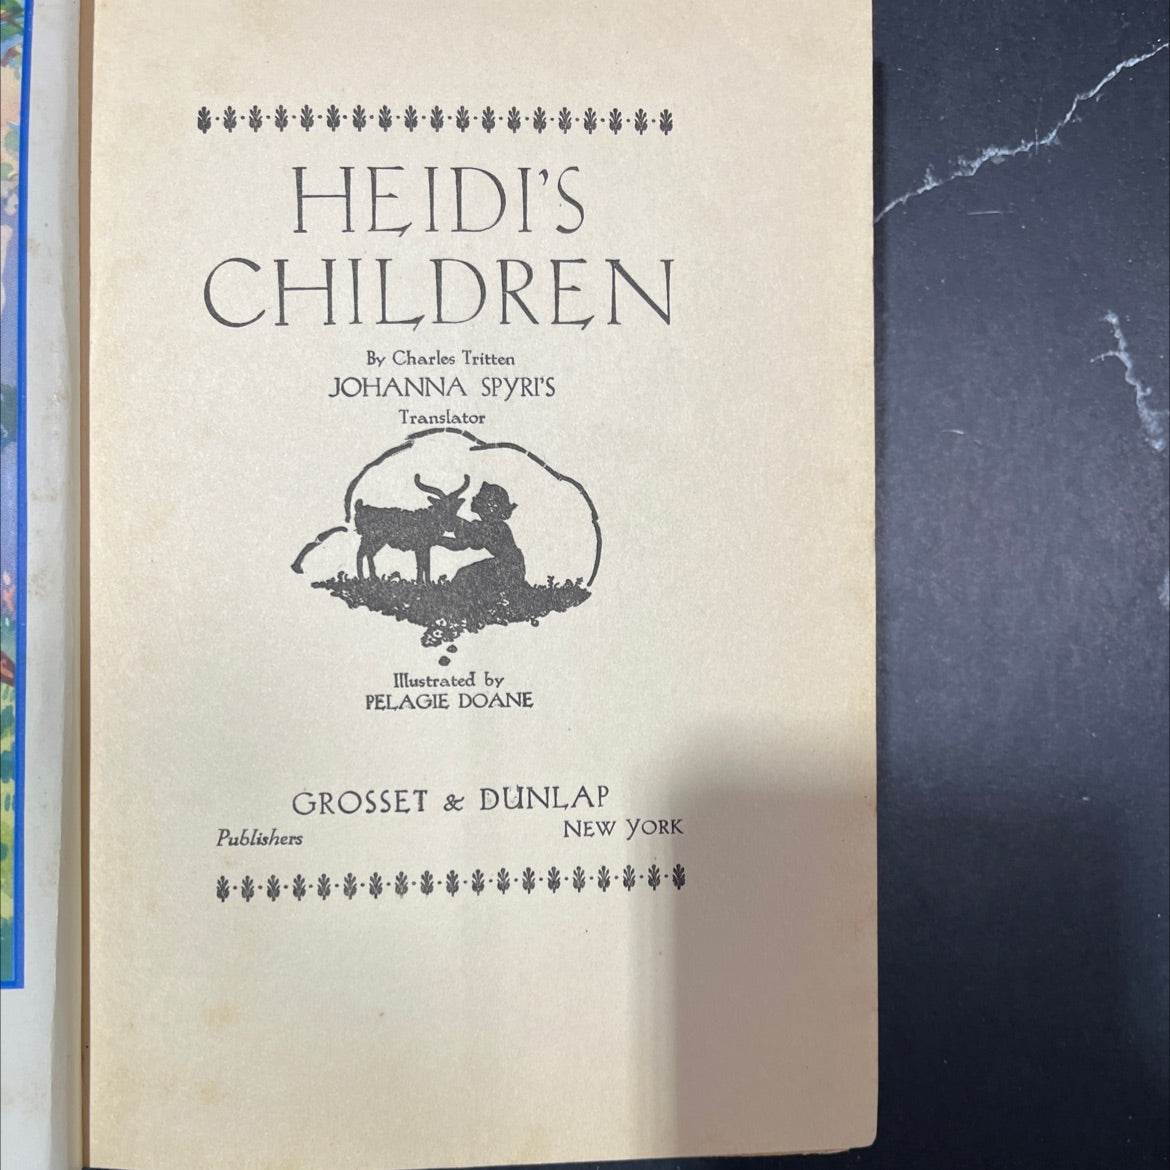 HEIDI'S
CHILDREN
By Charles Tritten
JOHANNA SPYRI'S
Translator
Illustrated by
PELAGIE DOANE
GROSSET & DUNLAP
Publishers NEW YORK